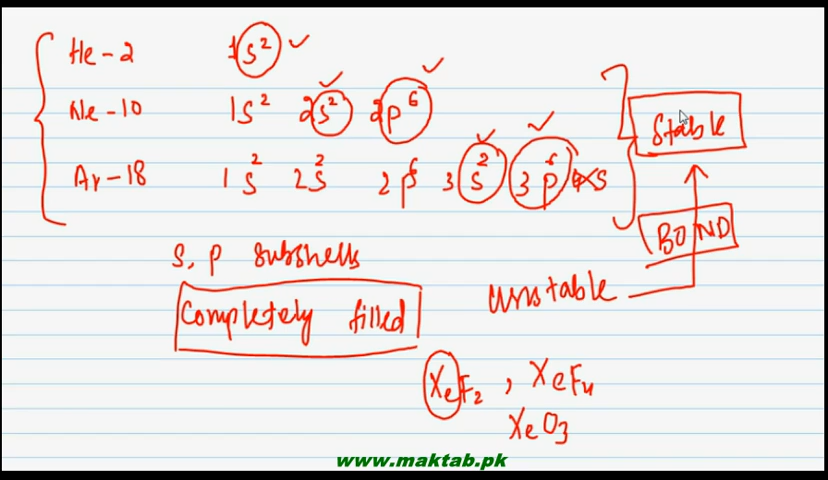 He - 2 1s² ✓
Ne - 10 1s² 2s² 2p⁶
Ar - 18 1s² 2s² 2p⁶ 3s² 3p⁶
Stable
BOND
S, P subshells
Unstable
Completely filled
XeF₂ , XeF₄
XeO₃
www.maktab.pk